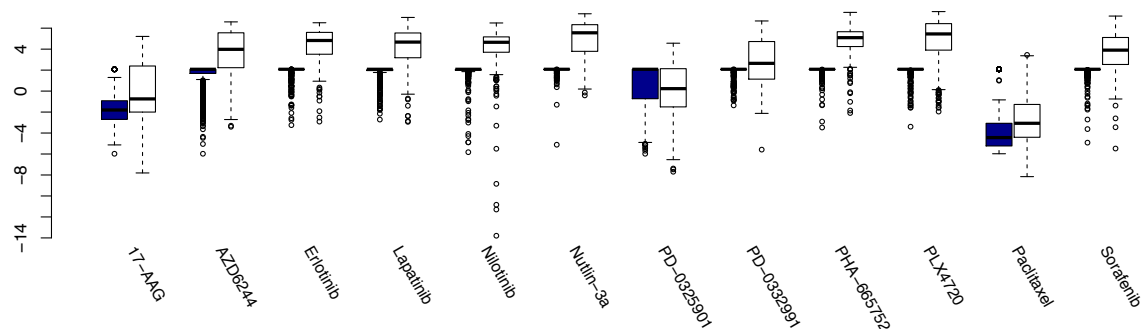 4
0
−4
−8
−14
17−AAG
AZD6244
Erlotinib
Lapatinib
Nilotinib
Nutlin−3a
PD−0325901
PD−0332991
PHA−665752
PLX4720
Paclitaxel
Sorafenib